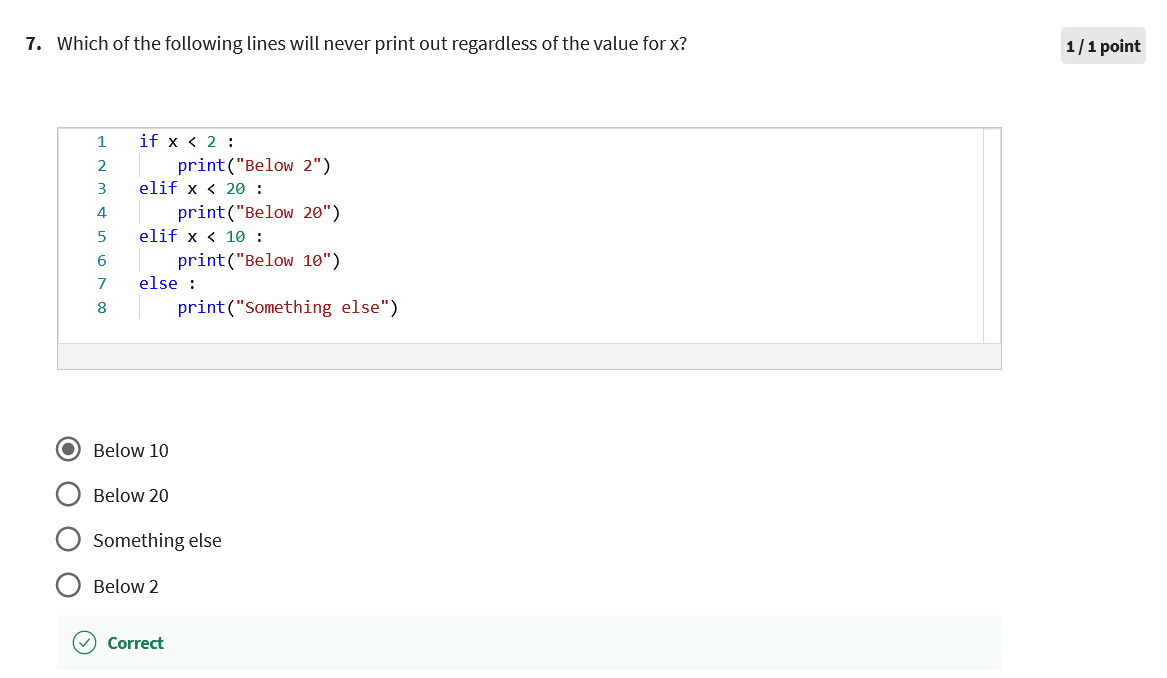 7. Which of the following lines will never print out regardless of the value for x?
1 / 1 point
1 if x < 2 :
2     print("Below 2")
3 elif x < 20 :
4     print("Below 20")
5 elif x < 10 :
6     print("Below 10")
7 else :
8     print("Something else")
Below 10
Below 20
Something else
Below 2
Correct